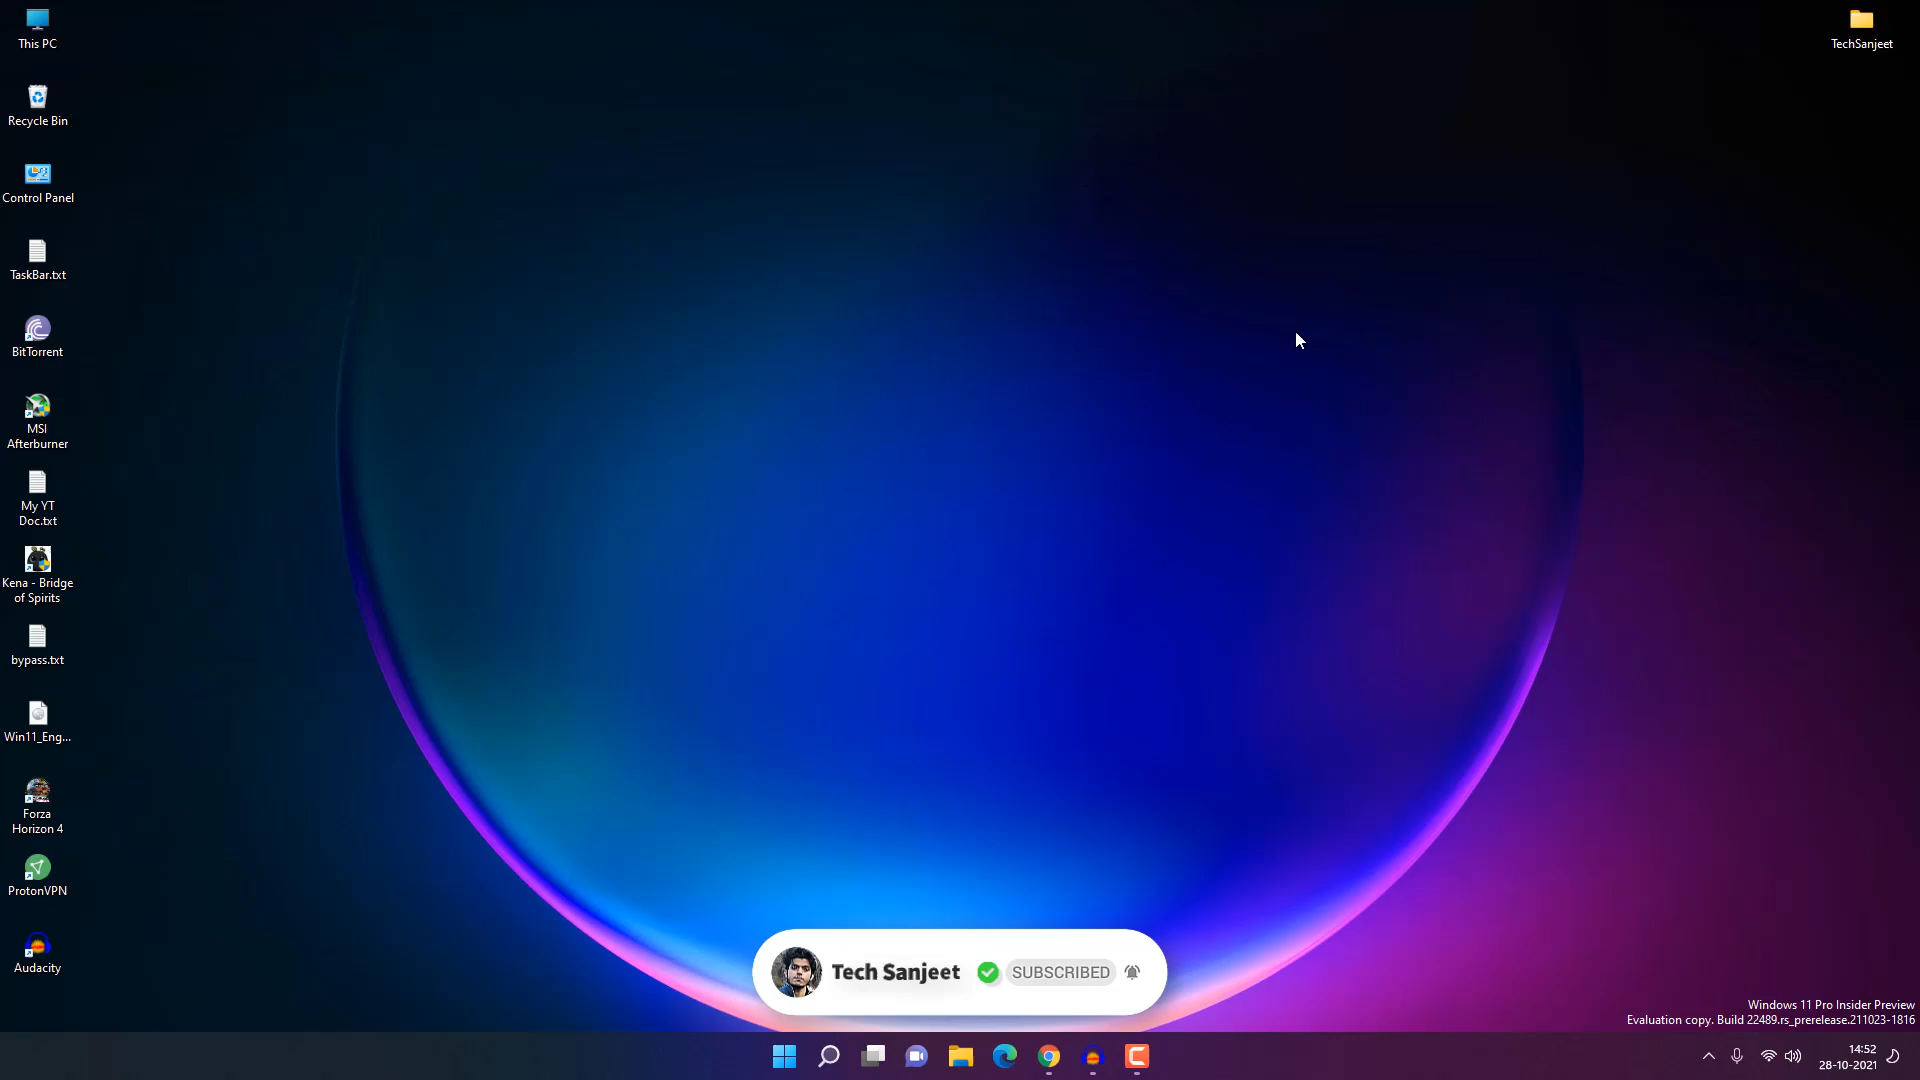 This PC
Recycle Bin
Control Panel
TaskBar.txt
BitTorrent
MSI
Afterburner
My YT
Doc.txt
Kena - Bridge
of Spirits
bypass.txt
Win11_Eng...
Forza
Horizon 4
ProtonVPN
Audacity
TechSanjeet
Tech Sanjeet
SUBSCRIBED
Windows 11 Pro Insider Preview
Evaluation copy. Build 22489.rs_prerelease.211023-1816
14:52
28-10-2021